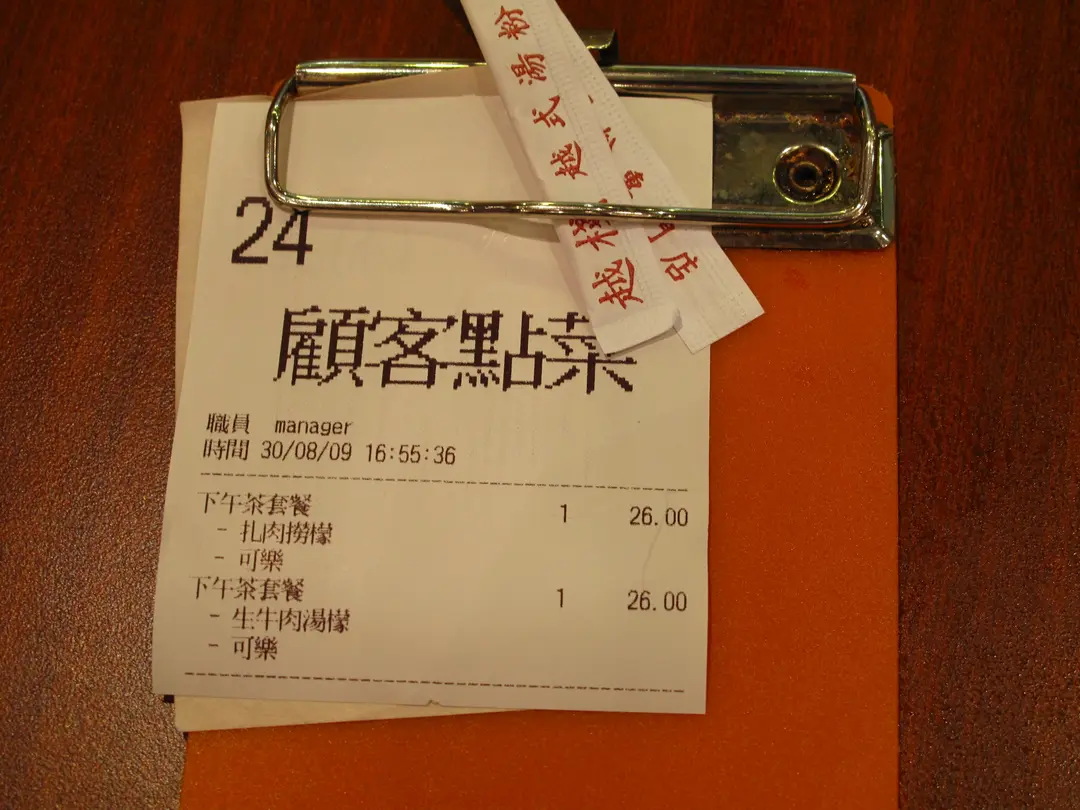 越式湯粉
越
24
顧客點菜
職員 manager
時間 30/08/09 16:55:36
下午茶套餐 1 26.00
- 扎肉撈檬
- 可樂
下午茶套餐 1 26.00
- 生牛肉湯檬
- 可樂